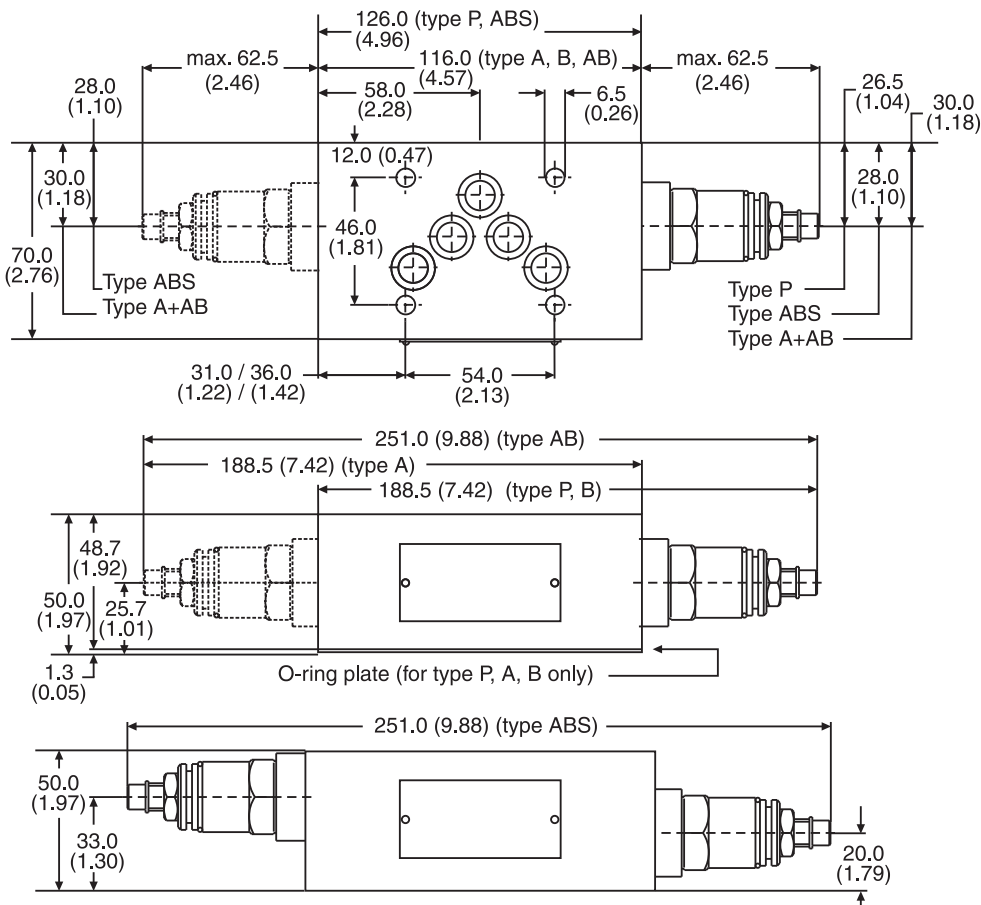 126.0 (type P, ABS)
(4.96)
max. 62.5
(2.46)
116.0 (type A, B, AB)
(4.57)
max. 62.5
(2.46)
28.0
(1.10)
58.0
(2.28)
6.5
(0.26)
26.5
(1.04)
30.0
(1.18)
12.0 (0.47)
30.0
(1.18)
28.0
(1.10)
46.0
(1.81)
70.0
(2.76)
Type ABS
Type A+AB
Type P
Type ABS
Type A+AB
31.0 / 36.0
(1.22) / (1.42)
54.0
(2.13)
251.0 (9.88) (type AB)
188.5 (7.42) (type A)
188.5 (7.42) (type P, B)
48.7
(1.92)
50.0
(1.97)
25.7
(1.01)
1.3
(0.05)
O-ring plate (for type P, A, B only)
251.0 (9.88) (type ABS)
50.0
(1.97)
33.0
(1.30)
20.0
(1.79)